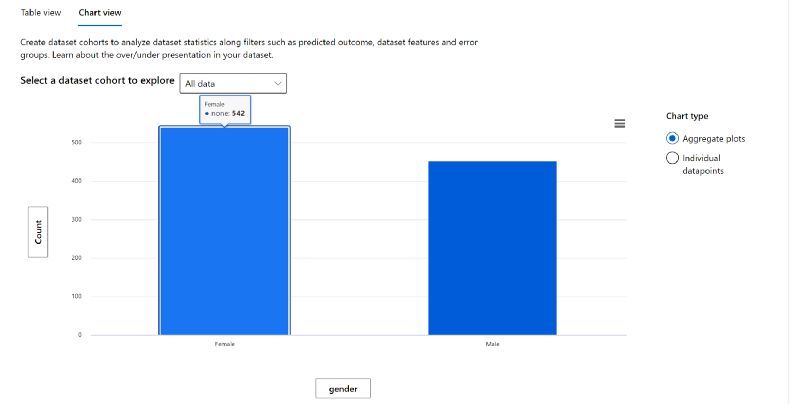 Table view Chart view
Create dataset cohorts to analyze dataset statistics along filters such as predicted outcome, dataset features and error
groups. Learn about the over/under presentation in your dataset.
Select a dataset cohort to explore All data
Female
none: 542
Chart type
Aggregate plots
Individual
datapoints
500
400
300
200
100
0
Count
Female Male
gender